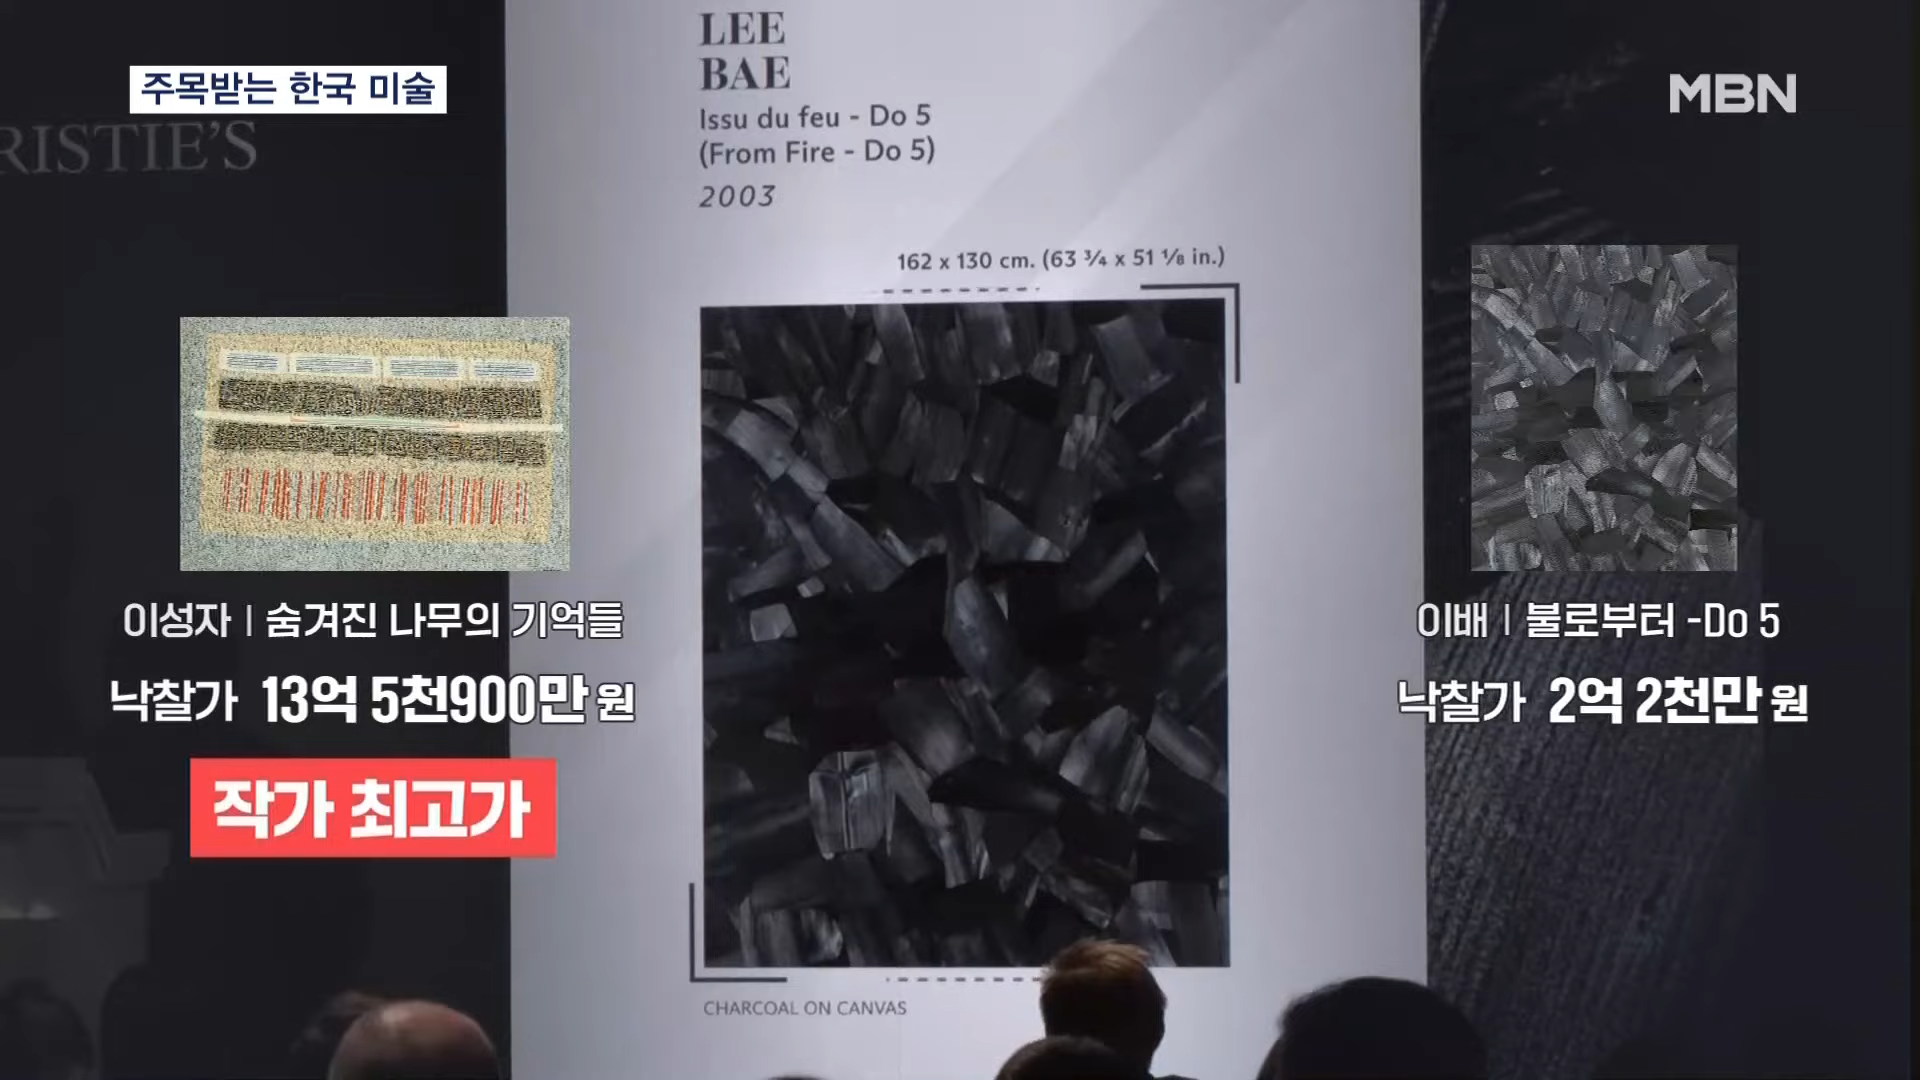 주목받는 한국 미술
MBN
RISTIE'S
LEE
BAE
Issu du feu - Do 5
(From Fire - Do 5)
2003
162 x 130 cm. (63 ¾ x 51 ⅛ in.)
CHARCOAL ON CANVAS
이성자 | 숨겨진 나무의 기억들
낙찰가 13억 5천900만 원
작가 최고가
이배 | 불로부터 -Do 5
낙찰가 2억 2천만 원